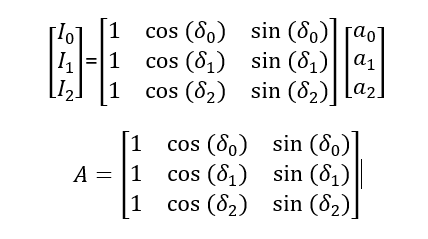 [I₀] [1 cos (δ₀) sin (δ₀)] [a₀]
[I₁]=[1 cos (δ₁) sin (δ₁)] [a₁]
[I₂] [1 cos (δ₂) sin (δ₂)] [a₂]
[1 cos (δ₀) sin (δ₀)]
A = [1 cos (δ₁) sin (δ₁)]
[1 cos (δ₂) sin (δ₂)]